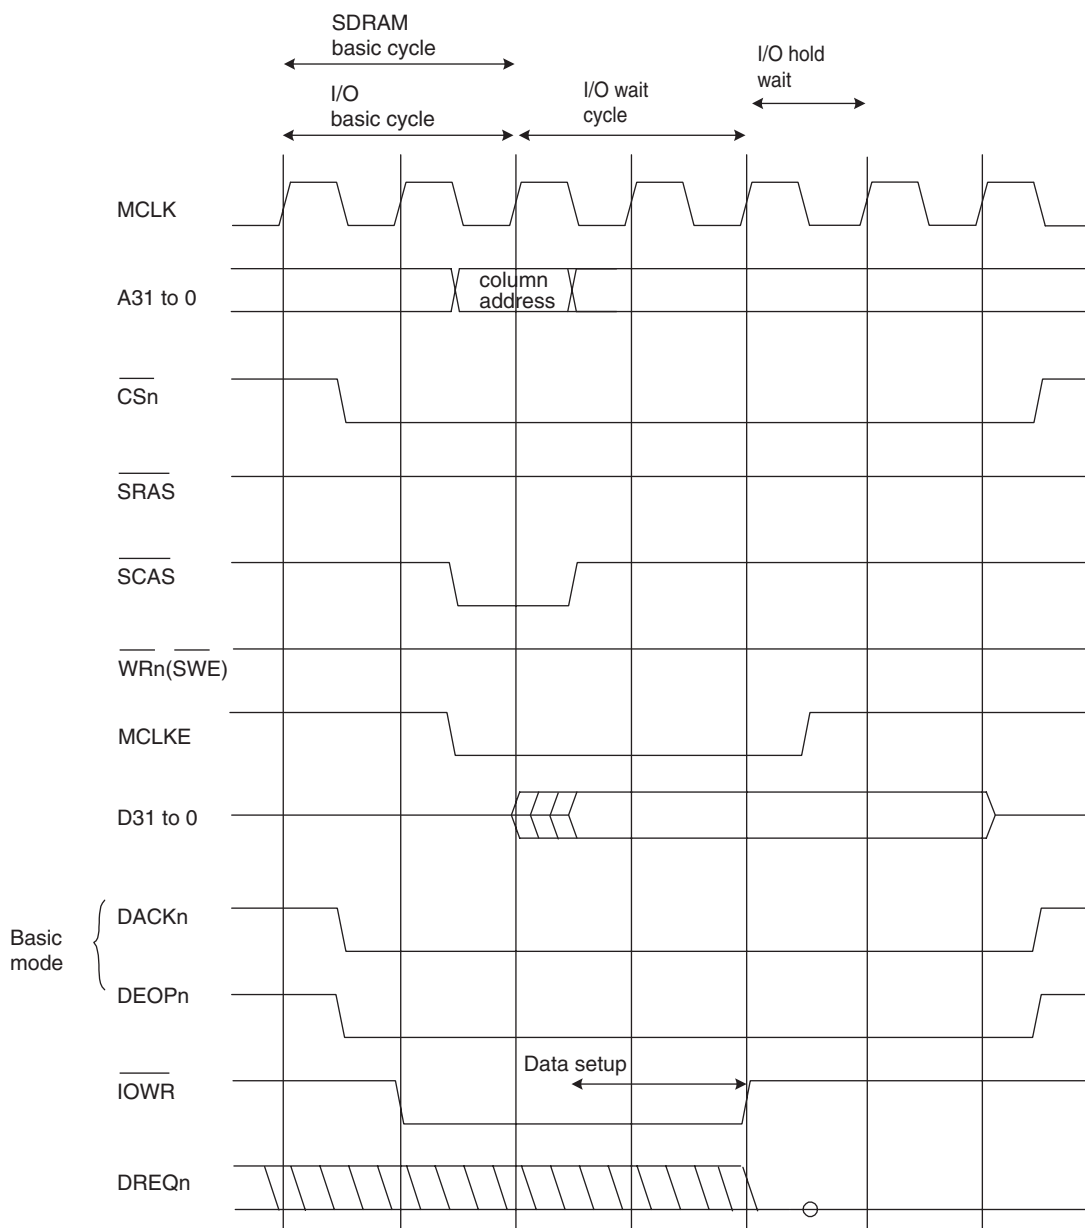 SDRAM
basic cycle
I/O hold
wait
I/O
basic cycle
I/O wait
cycle
MCLK
A31 to 0
column
address
CSn
SRAS
SCAS
WRn(SWE)
MCLKE
D31 to 0
Basic
mode
DACKn
DEOPn
Data setup
IOWR
DREQn